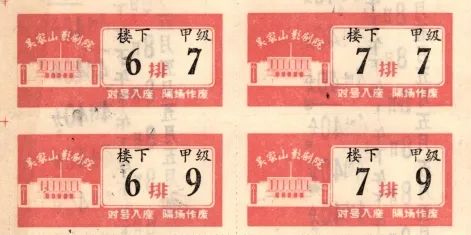 吴家山影剧院
楼下 甲级
6排7
对号入座 隔场作废
吴家山影剧院
楼下 甲级
7排7
对号入座 隔场作废
吴家山影剧院
楼下 甲级
6排9
对号入座 隔场作废
吴家山影剧院
楼下 甲级
7排9
对号入座 隔场作废